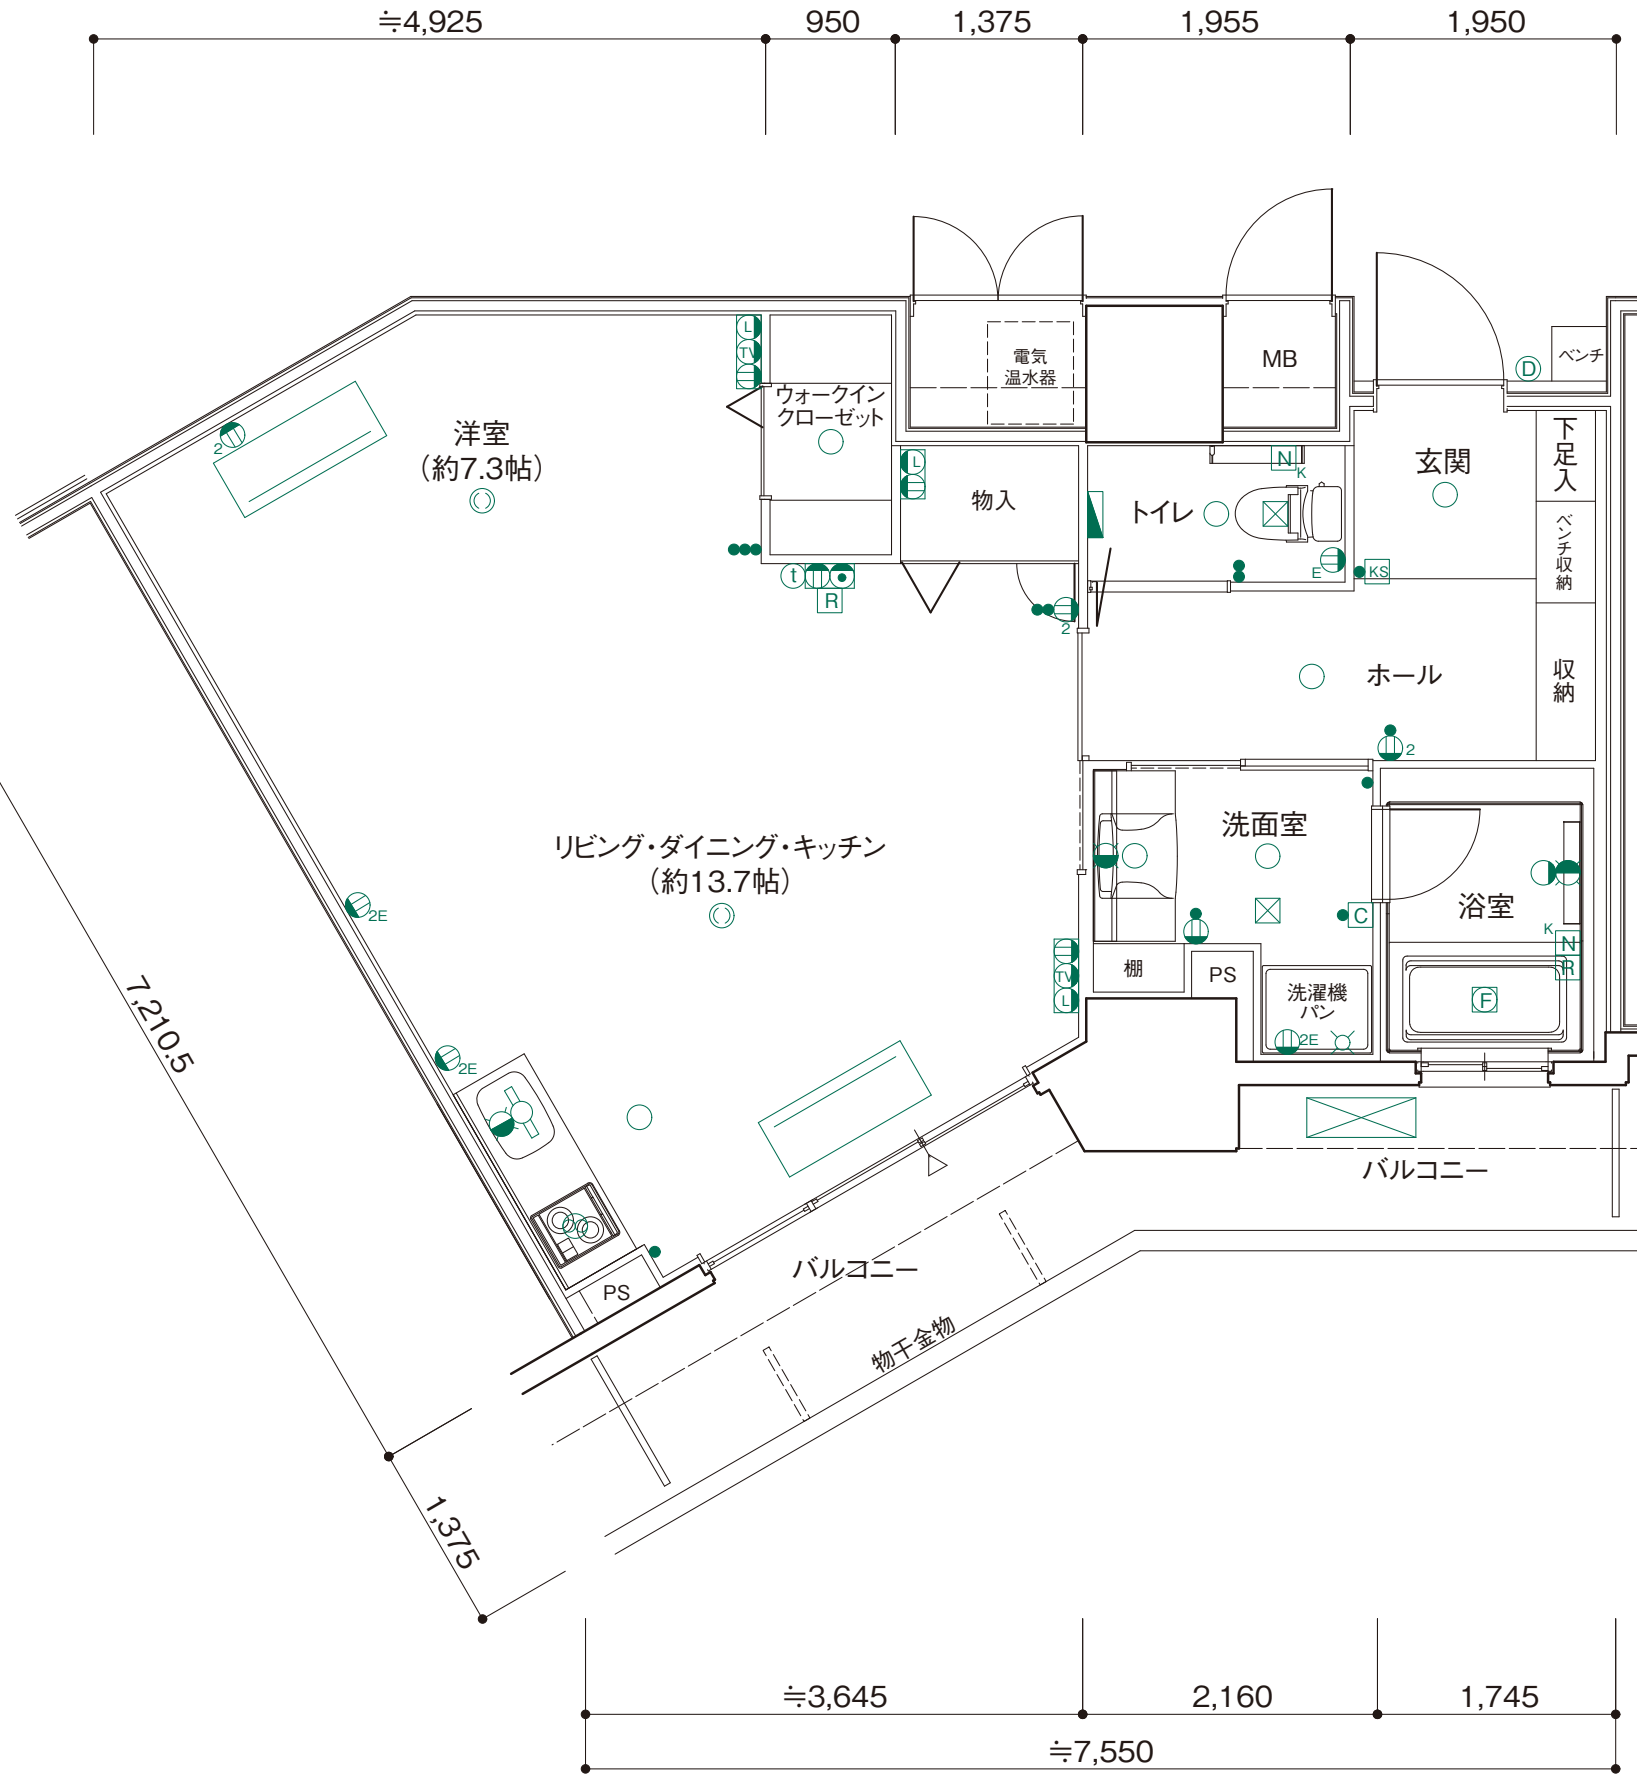 ≒4,925
950
1,375
1,955
1,950
L
TV
電気
温水器
MB
D
ベンチ
ウォークイン
クローゼット
洋室
（約7.3帖）
2
L
物入
N
K
トイレ
E
KS
玄関
下足入
ベンチ収納
t
R
2
ホール
収納
2
リビング・ダイニング・キッチン
（約13.7帖）
洗面室
浴室
C
K
N
R
F
2E
TV
L
棚
PS
洗濯機
パン
2E
2E
7,210.5
バルコニー
バルコニー
PS
物干金物
1,375
≒3,645
2,160
1,745
≒7,550